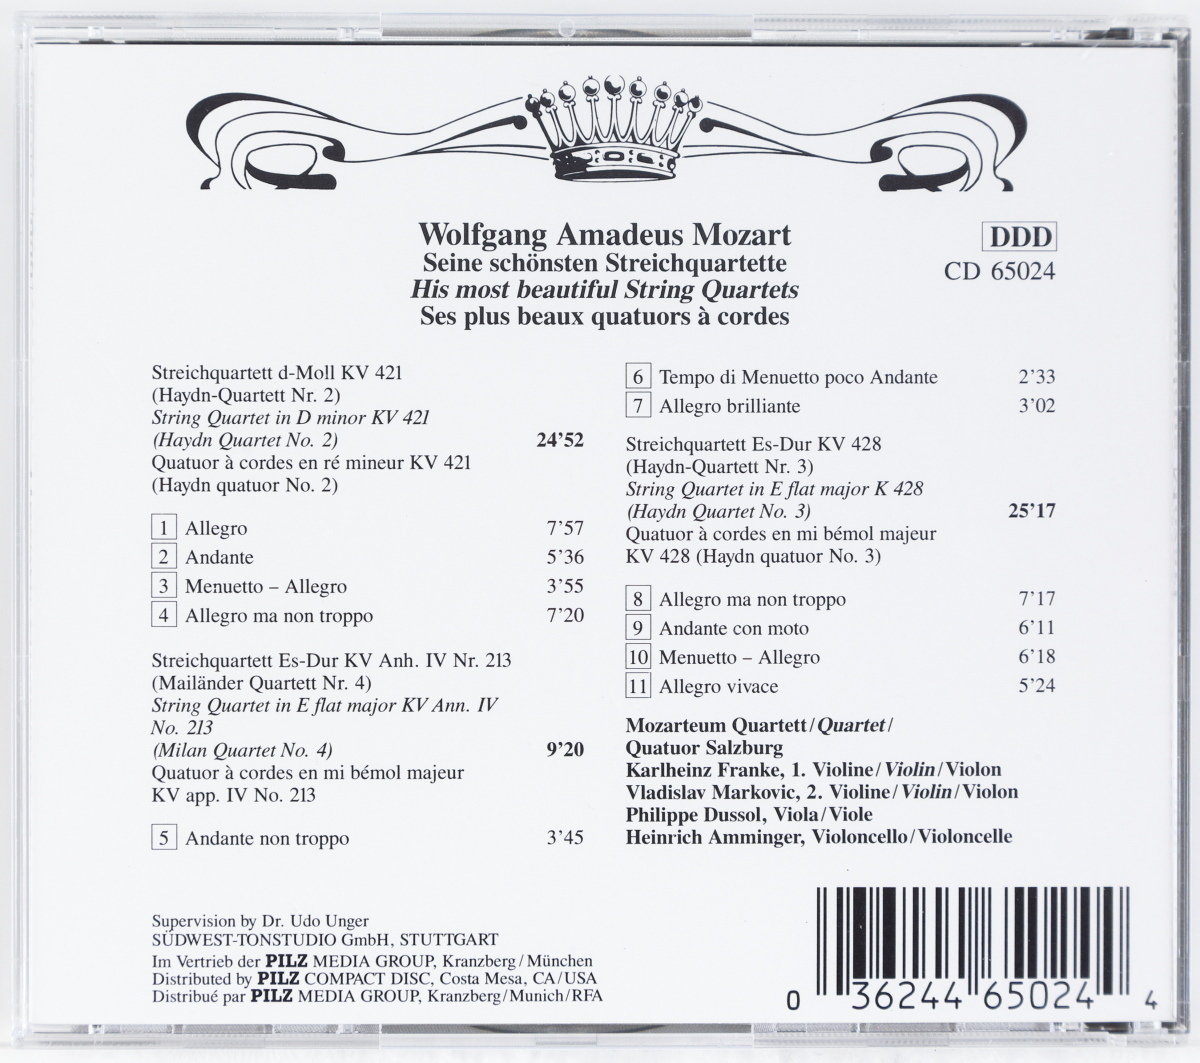 Wolfgang Amadeus Mozart
Seine schönsten Streichquartette
His most beautiful String Quartets
Ses plus beaux quatuors à cordes
DDD
CD 65024
Streichquartett d-Moll KV 421
(Haydn-Quartett Nr. 2)
String Quartet in D minor KV 421
(Haydn Quartet No. 2) 24'52
Quatuor à cordes en ré mineur KV 421
(Haydn quatuor No. 2)
1 Allegro 7'57
2 Andante 5'36
3 Menuetto – Allegro 3'55
4 Allegro ma non troppo 7'20
Streichquartett Es-Dur KV Anh. IV Nr. 213
(Mailänder Quartett Nr. 4)
String Quartet in E flat major KV Ann. IV
No. 213
(Milan Quartet No. 4) 9'20
Quatuor à cordes en mi bémol majeur
KV app. IV No. 213
5 Andante non troppo 3'45
6 Tempo di Menuetto poco Andante 2'33
7 Allegro brilliante 3'02
Streichquartett Es-Dur KV 428
(Haydn-Quartett Nr. 3)
String Quartet in E flat major K 428
(Haydn Quartet No. 3) 25'17
Quatuor à cordes en mi bémol majeur
KV 428 (Haydn quatuor No. 3)
8 Allegro ma non troppo 7'17
9 Andante con moto 6'11
10 Menuetto – Allegro 6'18
11 Allegro vivace 5'24
Mozarteum Quartett/Quartet/
Quatuor Salzburg
Karlheinz Franke, 1. Violine/Violin/Violon
Vladislav Markovic, 2. Violine/Violin/Violon
Philippe Dussol, Viola/Viole
Heinrich Amminger, Violoncello/Violoncelle
Supervision by Dr. Udo Unger
SÜDWEST-TONSTUDIO GmbH, STUTTGART
Im Vertrieb der PILZ MEDIA GROUP, Kranzberg/München
Distributed by PILZ COMPACT DISC, Costa Mesa, CA/USA
Distribué par PILZ MEDIA GROUP, Kranzberg/Munich/RFA
0 36244 65024 4